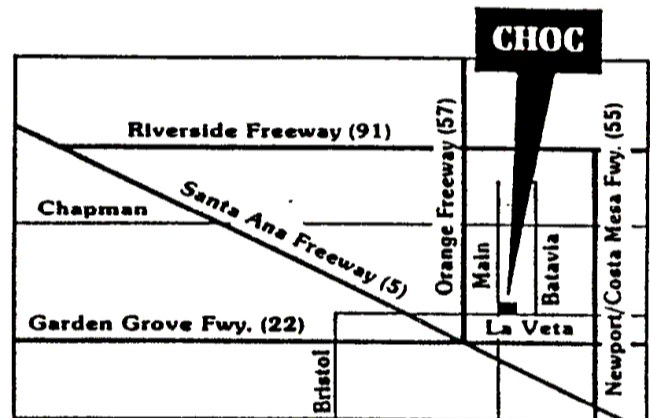 CHOC
Riverside Freeway (91)
Orange Freeway (57)
Newport/Costa Mesa Fwy. (55)
Santa Ana Freeway (5)
Chapman
Main
Batavia
Garden Grove Fwy. (22)
La Veta
Bristol